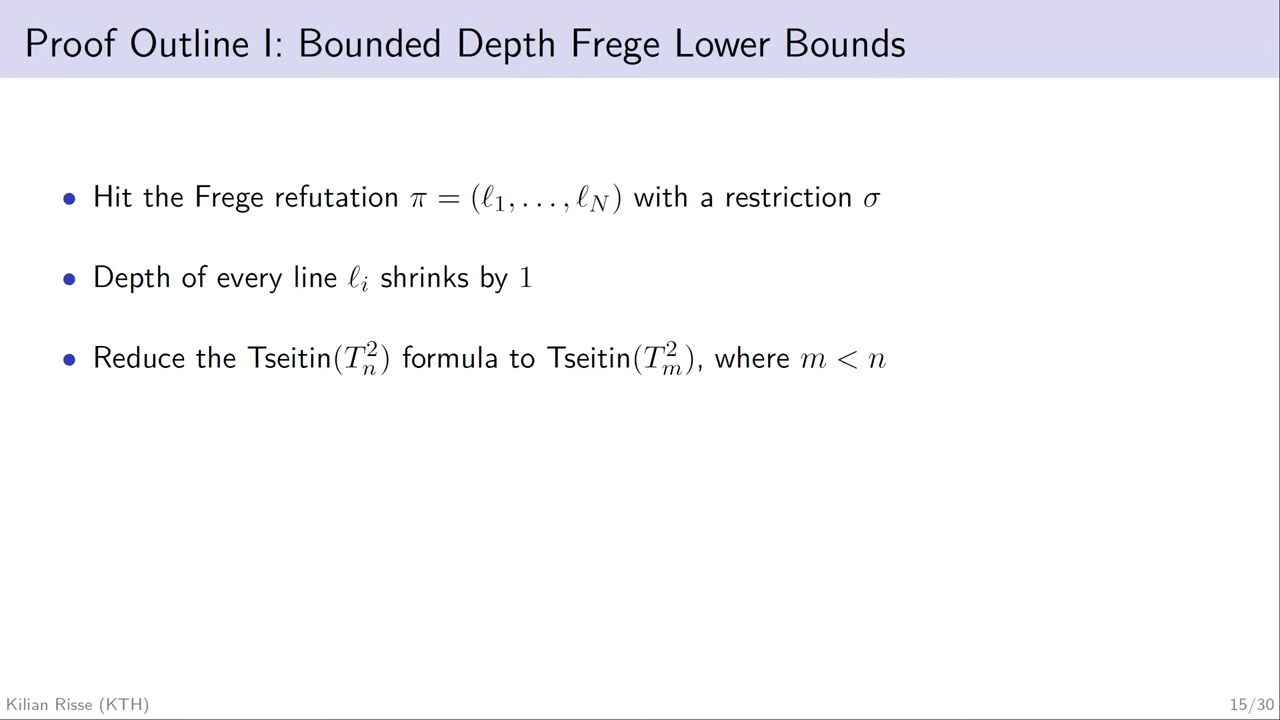 Proof Outline I: Bounded Depth Frege Lower Bounds
• Hit the Frege refutation π = (ℓ₁, . . . , ℓ_N) with a restriction σ
• Depth of every line ℓᵢ shrinks by 1
• Reduce the Tseitin(T²ₙ) formula to Tseitin(T²ₘ), where m < n
Kilian Risse (KTH)
15/30